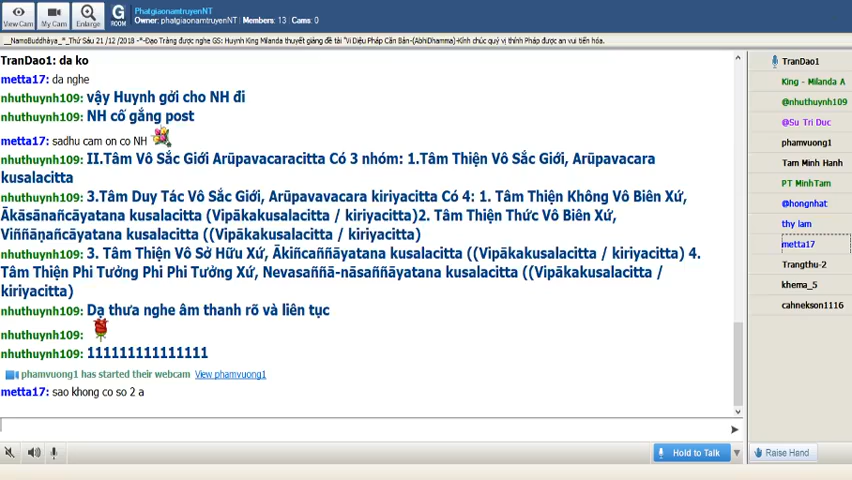 View Cam
My Cam
Enlarge
G
ROOM
PhatgiaonamtruyenNT
Owner: phatgiaonamtruyenNT | Members: 13 | Cams: 0
__NamoBuddhàya_*_Thứ Sáu 21 /12 /2018 -*-Đạo Tràng được nghe GS: Huynh King Milanda thuyết giảng đề tài "Vi Diệu Pháp Căn Bản-(AbhiDhamma)-Kính chúc quý vị thính Pháp được an vui tiến hóa.
TranDao1: da ko
metta17: da nghe
nhuthuynh109: vậy Huynh gởi cho NH đi
nhuthuynh109: NH cố gắng post
metta17: sadhu cam on co NH
nhuthuynh109: II.Tâm Vô Sắc Giới Arūpavacaracitta Có 3 nhóm: 1.Tâm Thiện Vô Sắc Giới, Arūpavacara
kusalacitta
nhuthuynh109: 3.Tâm Duy Tác Vô Sắc Giới, Arūpavavacara kiriyacitta Có 4: 1. Tâm Thiện Không Vô Biên Xứ,
Ākāsānañcāyatana kusalacitta (Vipākakusalacitta / kiriyacitta)2. Tâm Thiện Thức Vô Biên Xứ,
Viññāṇancāyatana kusalacitta ((Vipākakusalacitta / kiriyacitta)
nhuthuynh109: 3. Tâm Thiện Vô Sở Hữu Xứ, Ākiñcaññāyatana kusalacitta ((Vipākakusalacitta / kiriyacitta) 4.
Tâm Thiện Phi Tưởng Phi Phi Tưởng Xứ, Nevasaññā-nāsaññāyatana kusalacitta ((Vipākakusalacitta /
kiriyacitta)
nhuthuynh109: Dạ thưa nghe âm thanh rõ và liên tục
nhuthuynh109:
nhuthuynh109: 111111111111111
phamvuong1 has started their webcam View phamvuong1
metta17: sao khong co so 2 a
Hold to Talk
TranDao1
King - Milanda A
@nhuthuynh109
@Su Tri Duc
phamvuong1
Tam Minh Hanh
PT MinhTam
@hongnhat
thy lam
metta17
Trangthu-2
khema_5
cahnekson1116
Raise Hand